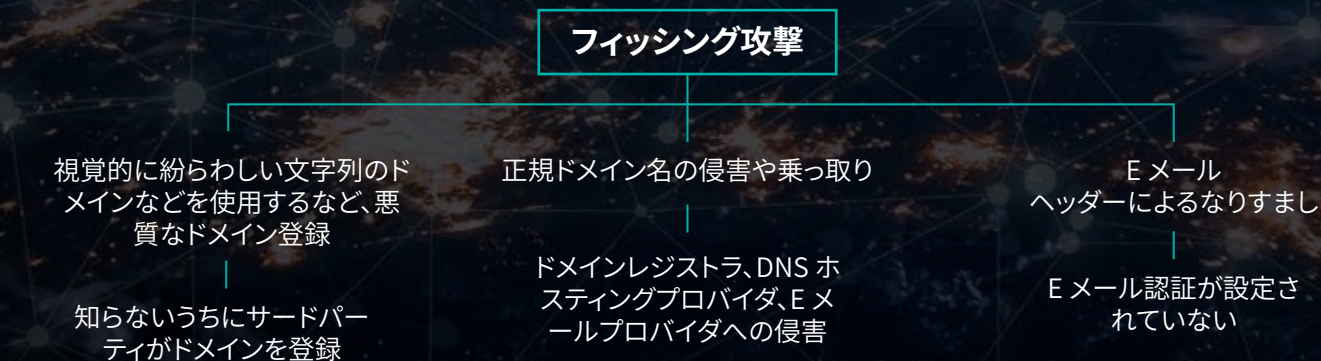 フィッシング攻撃
視覚的に紛らわしい文字列のド
メインなどを使用するなど、悪
質なドメイン登録
知らないうちにサードパー
ティがドメインを登録
正規ドメイン名の侵害や乗っ取り
ドメインレジストラ、DNS ホ
スティングプロバイダ、E メ
ールプロバイダへの侵害
E メール
ヘッダーによるなりすまし
E メール認証が設定さ
れていない